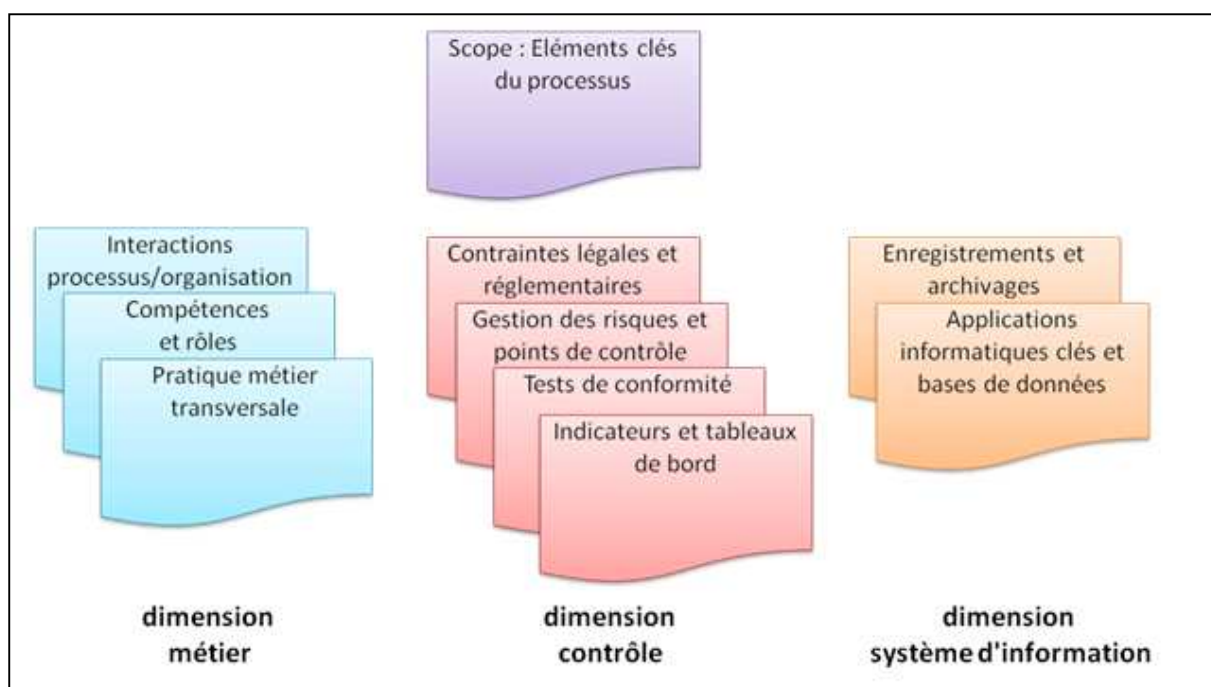 Scope : Eléments clés
du processus
Interactions
processus/organisation
Compétences
et rôles
Pratique métier
transversale
Contraintes légales et
réglementaires
Gestion des risques et
points de contrôle
Tests de conformité
Indicateurs et tableaux
de bord
Enregistrements et
archivages
Applications
informatiques clés et
bases de données
dimension
métier
dimension
contrôle
dimension
système d'information